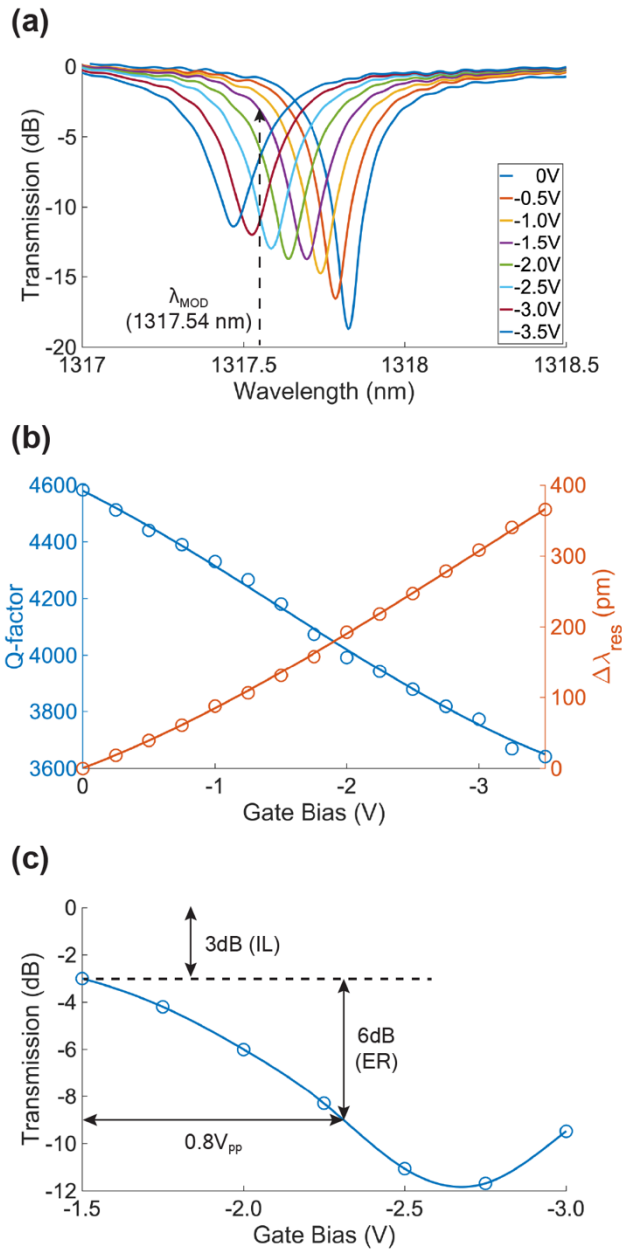 (a)
0
-5
-10
-15
-20
Transmission (dB)
λMOD
(1317.54 nm)
0V
-0.5V
-1.0V
-1.5V
-2.0V
-2.5V
-3.0V
-3.5V
1317
1317.5
1318
1318.5
Wavelength (nm)
(b)
4600
4400
4200
4000
3800
3600
Q-factor
400
300
200
100
0
Δλres (pm)
0
-1
-2
-3
Gate Bias (V)
(c)
0
-2
-4
-6
-8
-10
-12
Transmission (dB)
3dB (IL)
6dB
(ER)
0.8Vpp
-1.5
-2.0
-2.5
-3.0
Gate Bias (V)